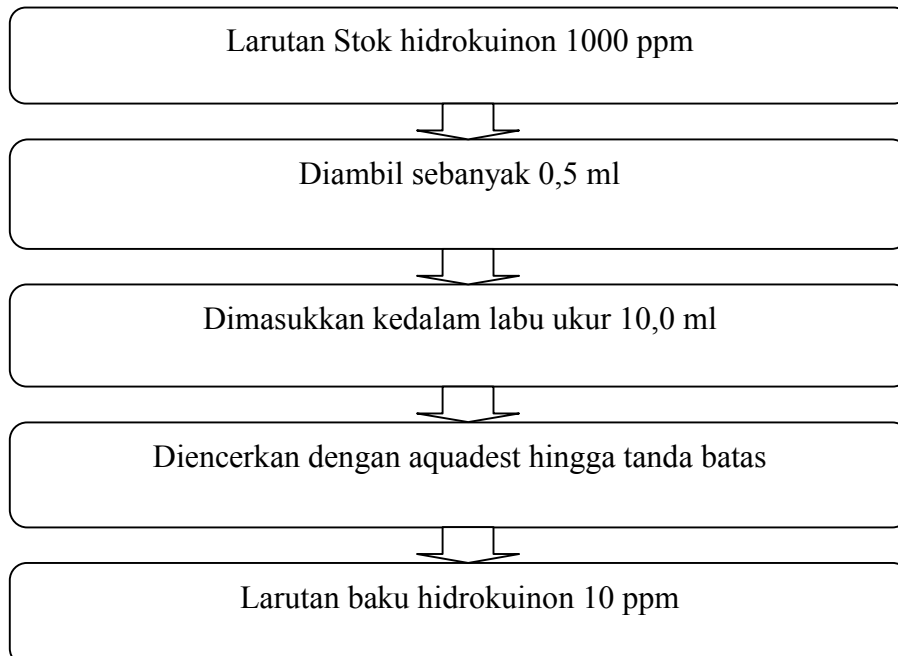 Larutan Stok hidrokuinon 1000 ppm
Diambil sebanyak 0,5 ml
Dimasukkan kedalam labu ukur 10,0 ml
Diencerkan dengan aquadest hingga tanda batas
Larutan baku hidrokuinon 10 ppm